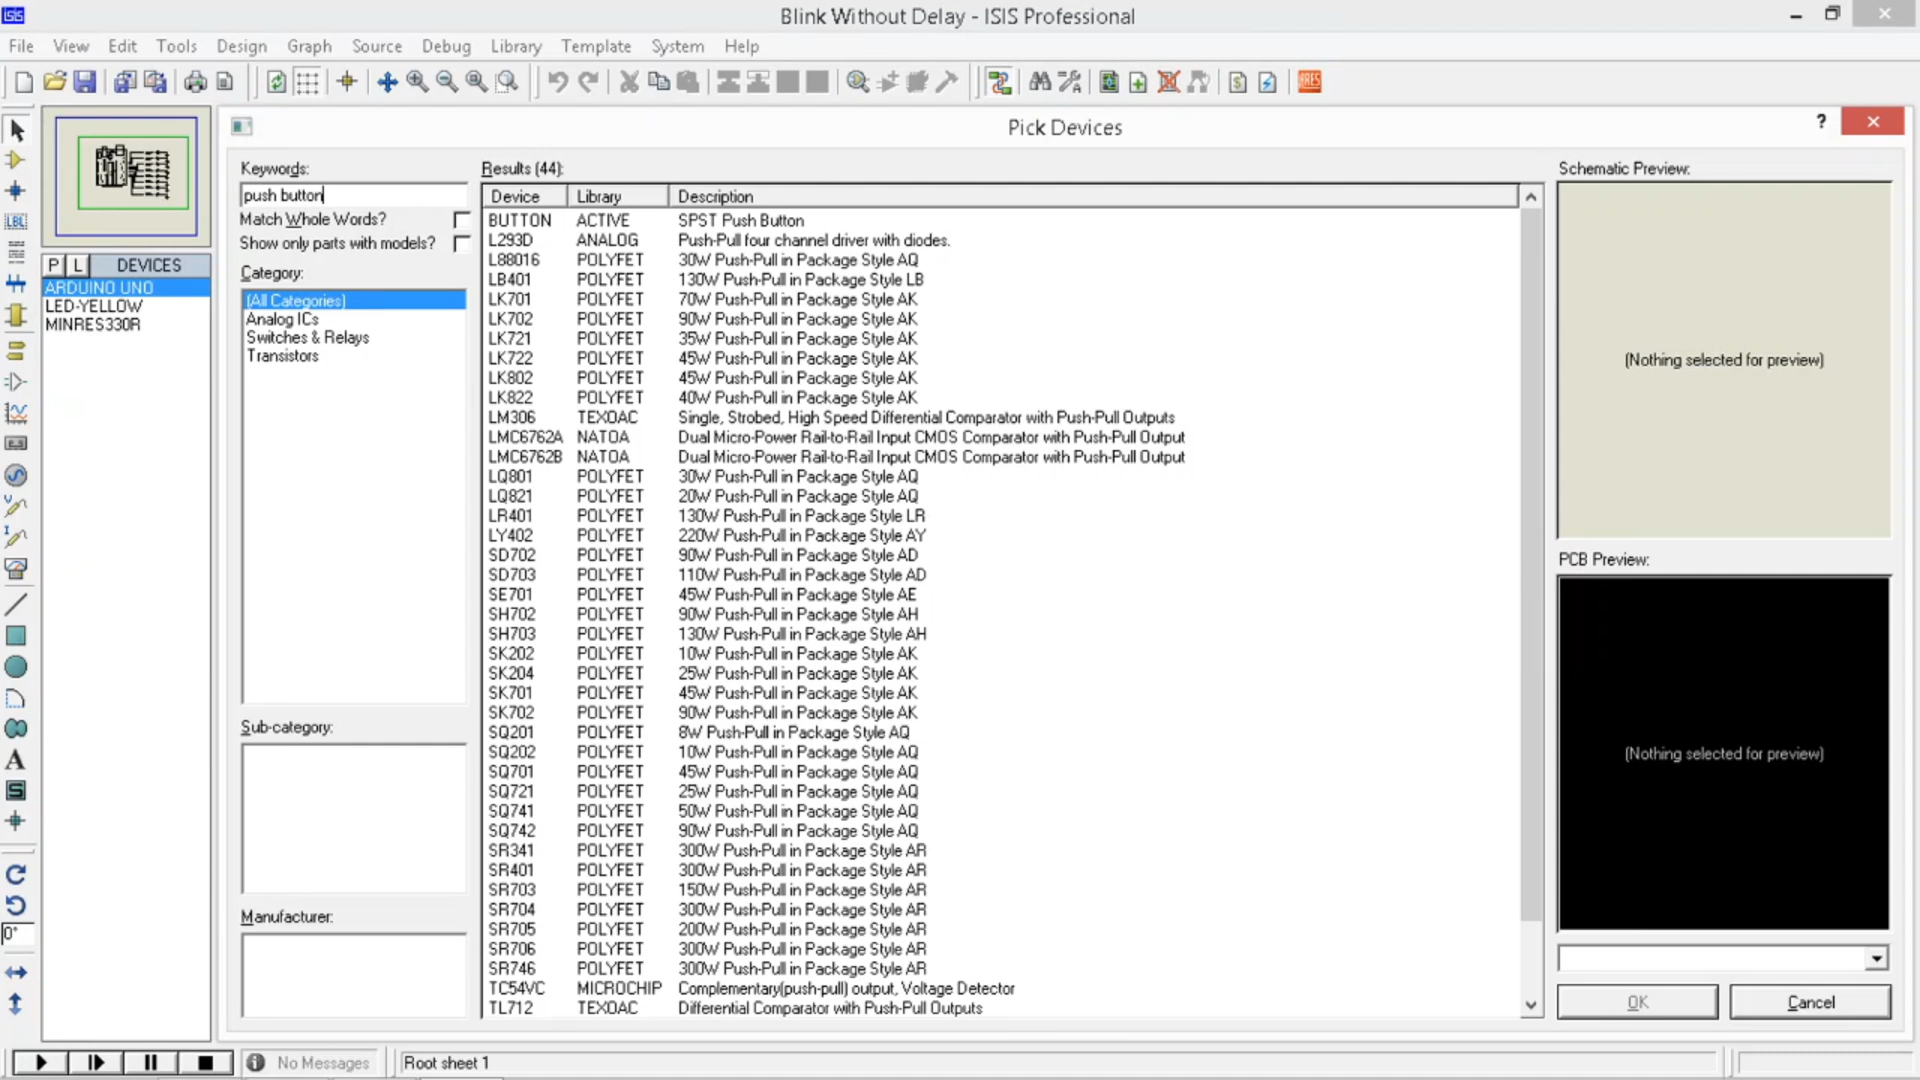 ISIS
Blink Without Delay - ISIS Professional
File View Edit Tools Design Graph Source Debug Library Template System Help
ARES
Pick Devices
?
Keywords:
push button
Match Whole Words?
Show only parts with models?
Category:
(All Categories)
Analog ICs
Switches & Relays
Transistors
Sub-category:
Manufacturer:
P L DEVICES
ARDUINO UNO
LED-YELLOW
MINRES330R
LBL
A
S
0°
Results (44):
Device Library Description
BUTTON ACTIVE SPST Push Button
L293D ANALOG Push-Pull four channel driver with diodes.
L88016 POLYFET 30W Push-Pull in Package Style AQ
LB401 POLYFET 130W Push-Pull in Package Style LB
LK701 POLYFET 70W Push-Pull in Package Style AK
LK702 POLYFET 90W Push-Pull in Package Style AK
LK721 POLYFET 35W Push-Pull in Package Style AK
LK722 POLYFET 45W Push-Pull in Package Style AK
LK802 POLYFET 45W Push-Pull in Package Style AK
LK822 POLYFET 40W Push-Pull in Package Style AK
LM306 TEXOAC Single, Strobed, High Speed Differential Comparator with Push-Pull Outputs
LMC6762A NATOA Dual Micro-Power Rail-to-Rail Input CMOS Comparator with Push-Pull Output
LMC6762B NATOA Dual Micro-Power Rail-to-Rail Input CMOS Comparator with Push-Pull Output
LQ801 POLYFET 30W Push-Pull in Package Style AQ
LQ821 POLYFET 20W Push-Pull in Package Style AQ
LR401 POLYFET 130W Push-Pull in Package Style LR
LY402 POLYFET 220W Push-Pull in Package Style AY
SD702 POLYFET 90W Push-Pull in Package Style AD
SD703 POLYFET 110W Push-Pull in Package Style AD
SE701 POLYFET 45W Push-Pull in Package Style AE
SH702 POLYFET 90W Push-Pull in Package Style AH
SH703 POLYFET 130W Push-Pull in Package Style AH
SK202 POLYFET 10W Push-Pull in Package Style AK
SK204 POLYFET 25W Push-Pull in Package Style AK
SK701 POLYFET 45W Push-Pull in Package Style AK
SK702 POLYFET 90W Push-Pull in Package Style AK
SQ201 POLYFET 8W Push-Pull in Package Style AQ
SQ202 POLYFET 10W Push-Pull in Package Style AQ
SQ701 POLYFET 45W Push-Pull in Package Style AQ
SQ721 POLYFET 25W Push-Pull in Package Style AQ
SQ741 POLYFET 50W Push-Pull in Package Style AQ
SQ742 POLYFET 90W Push-Pull in Package Style AQ
SR341 POLYFET 300W Push-Pull in Package Style AR
SR401 POLYFET 300W Push-Pull in Package Style AR
SR703 POLYFET 150W Push-Pull in Package Style AR
SR704 POLYFET 300W Push-Pull in Package Style AR
SR705 POLYFET 200W Push-Pull in Package Style AR
SR706 POLYFET 300W Push-Pull in Package Style AR
SR746 POLYFET 300W Push-Pull in Package Style AR
TC54VC MICROCHIP Complementary(push-pull) output, Voltage Detector
TL712 TEXOAC Differential Comparator with Push-Pull Outputs
Schematic Preview:
(Nothing selected for preview)
PCB Preview:
(Nothing selected for preview)
OK Cancel
No Messages Root sheet 1